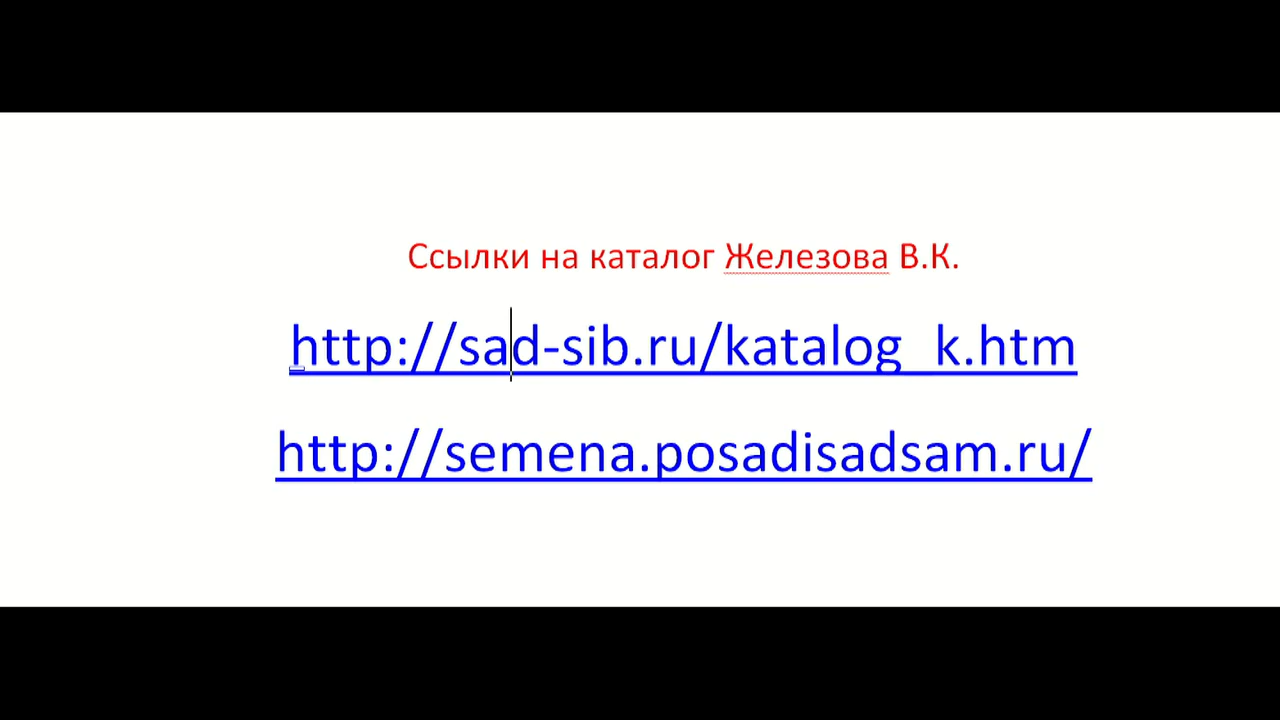 Ссылки на каталог Железова В.К.
http://sad-sib.ru/katalog_k.htm
http://semena.posadisadsam.ru/